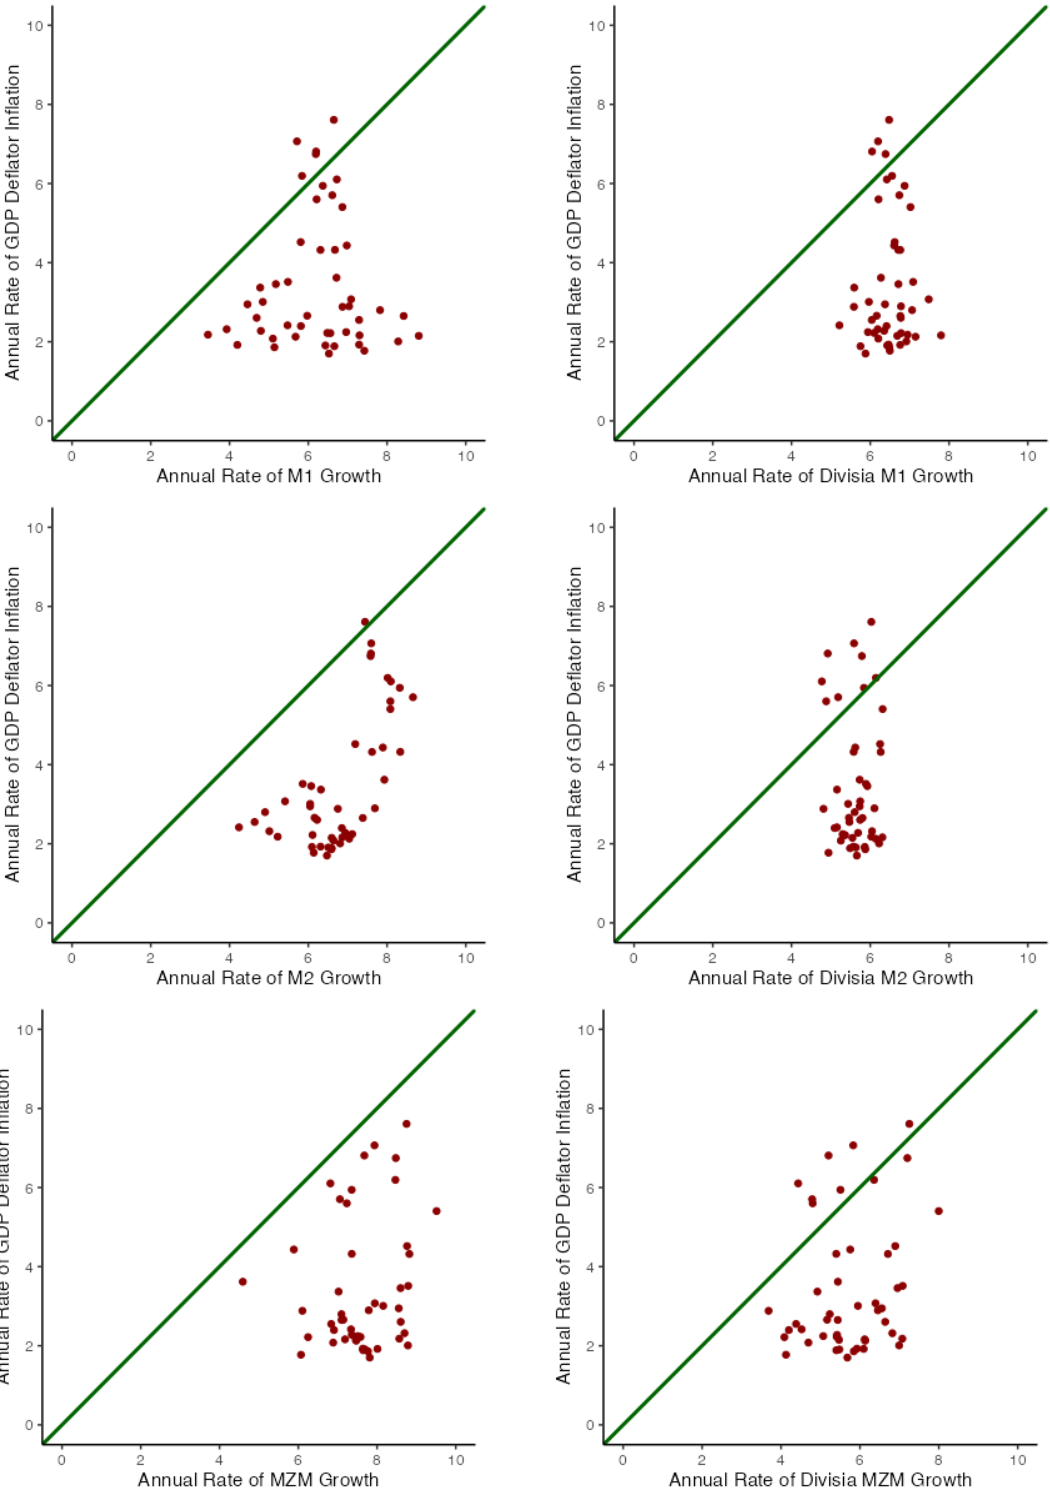 Annual Rate of GDP Deflator Inflation
10
8
6
4
2
0
0 2 4 6 8 10
Annual Rate of M1 Growth
Annual Rate of GDP Deflator Inflation
10
8
6
4
2
0
0 2 4 6 8 10
Annual Rate of Divisia M1 Growth
Annual Rate of GDP Deflator Inflation
10
8
6
4
2
0
0 2 4 6 8 10
Annual Rate of M2 Growth
Annual Rate of GDP Deflator Inflation
10
8
6
4
2
0
0 2 4 6 8 10
Annual Rate of Divisia M2 Growth
Annual Rate of GDP Deflator Inflation
10
8
6
4
2
0
0 2 4 6 8 10
Annual Rate of MZM Growth
Annual Rate of GDP Deflator Inflation
10
8
6
4
2
0
0 2 4 6 8 10
Annual Rate of Divisia MZM Growth